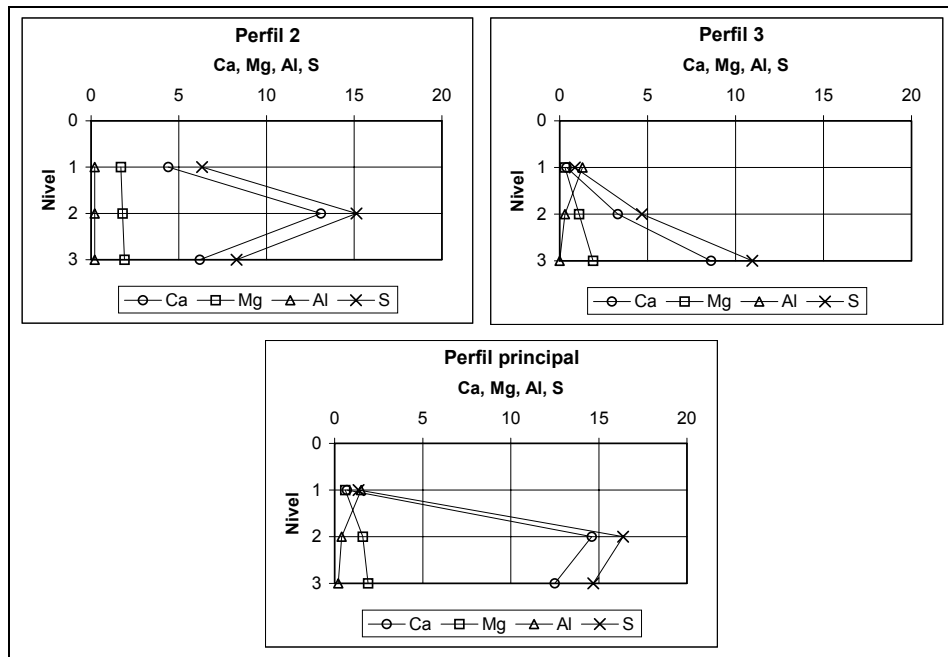 Perfil 2
Ca, Mg, Al, S
0 5 10 15 20
0
1
2
3
Nivel
Ca Mg Al S
Perfil 3
Ca, Mg, Al, S
0 5 10 15 20
0
1
2
3
Nivel
Ca Mg Al S
Perfil principal
Ca, Mg, Al, S
0 5 10 15 20
0
1
2
3
Nivel
Ca Mg Al S